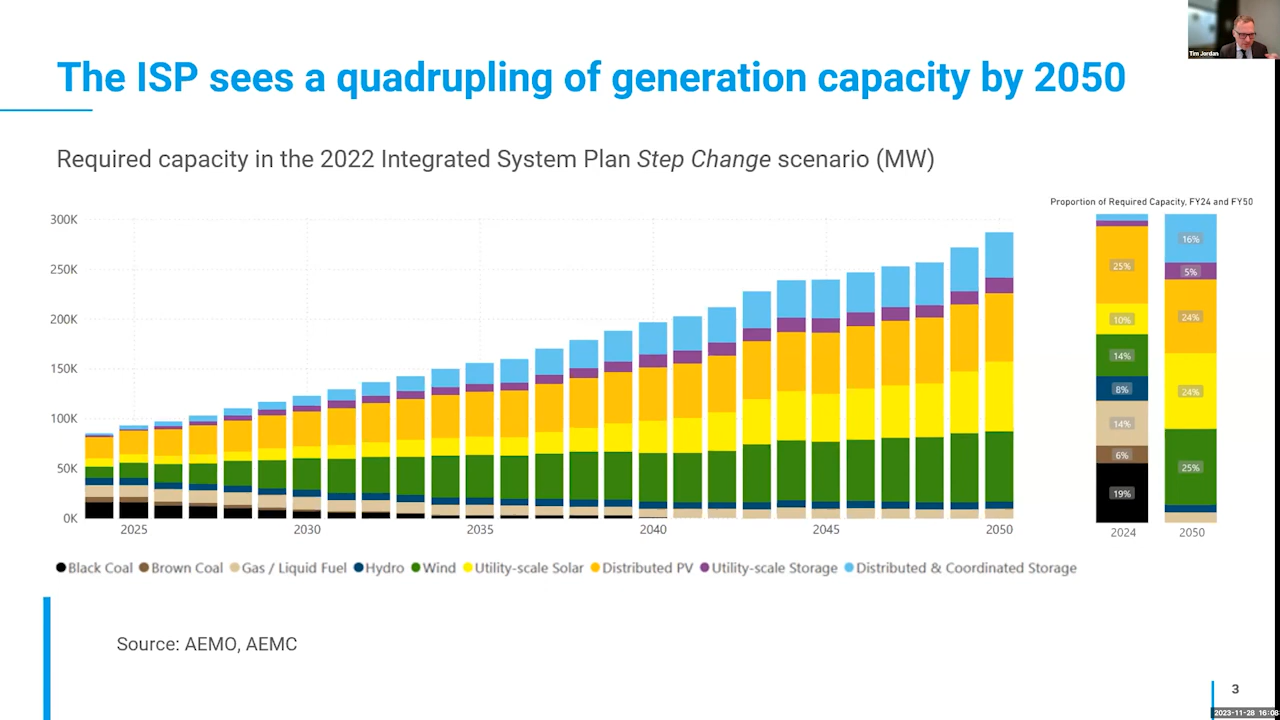 Tim Jordan
The ISP sees a quadrupling of generation capacity by 2050
Required capacity in the 2022 Integrated System Plan Step Change scenario (MW)
Proportion of Required Capacity, FY24 and FY50
300K
250K
200K
150K
100K
50K
0K
2025
2030
2035
2040
2045
2050
25%
10%
14%
8%
14%
6%
19%
2024
16%
5%
24%
24%
25%
2050
Black Coal Brown Coal Gas / Liquid Fuel Hydro Wind Utility-scale Solar Distributed PV Utility-scale Storage Distributed & Coordinated Storage
Source: AEMO, AEMC
3
2023-11-28 16:08